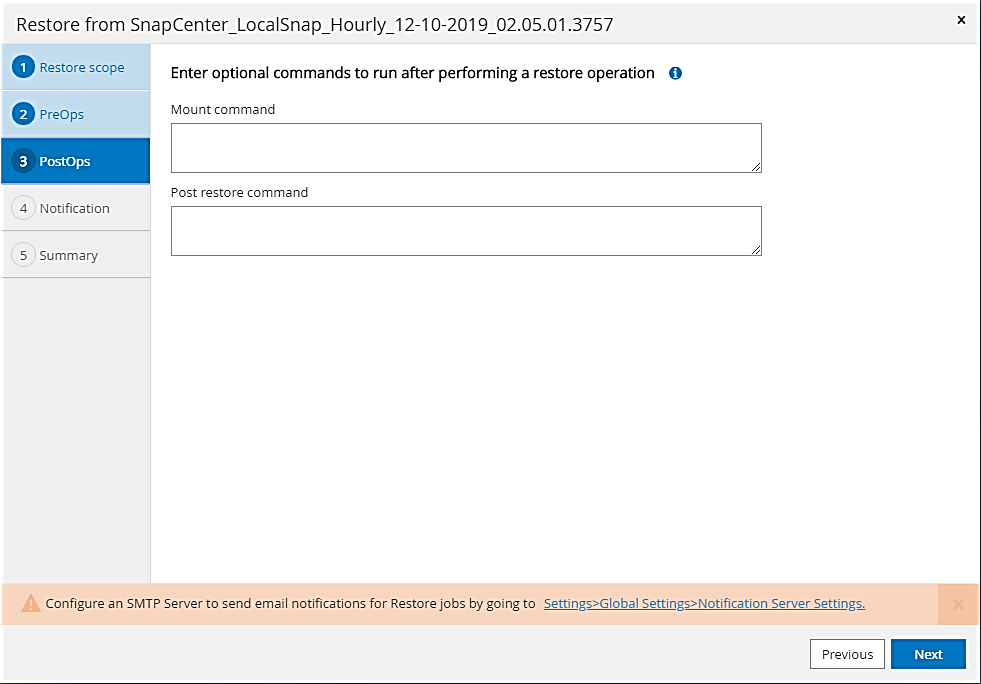 Restore from SnapCenter_LocalSnap_Hourly_12-10-2019_02.05.01.3757
x
1 Restore scope
2 PreOps
3 PostOps
4 Notification
5 Summary
Enter optional commands to run after performing a restore operation i
Mount command
Post restore command
Configure an SMTP Server to send email notifications for Restore jobs by going to Settings>Global Settings>Notification Server Settings.
Previous
Next